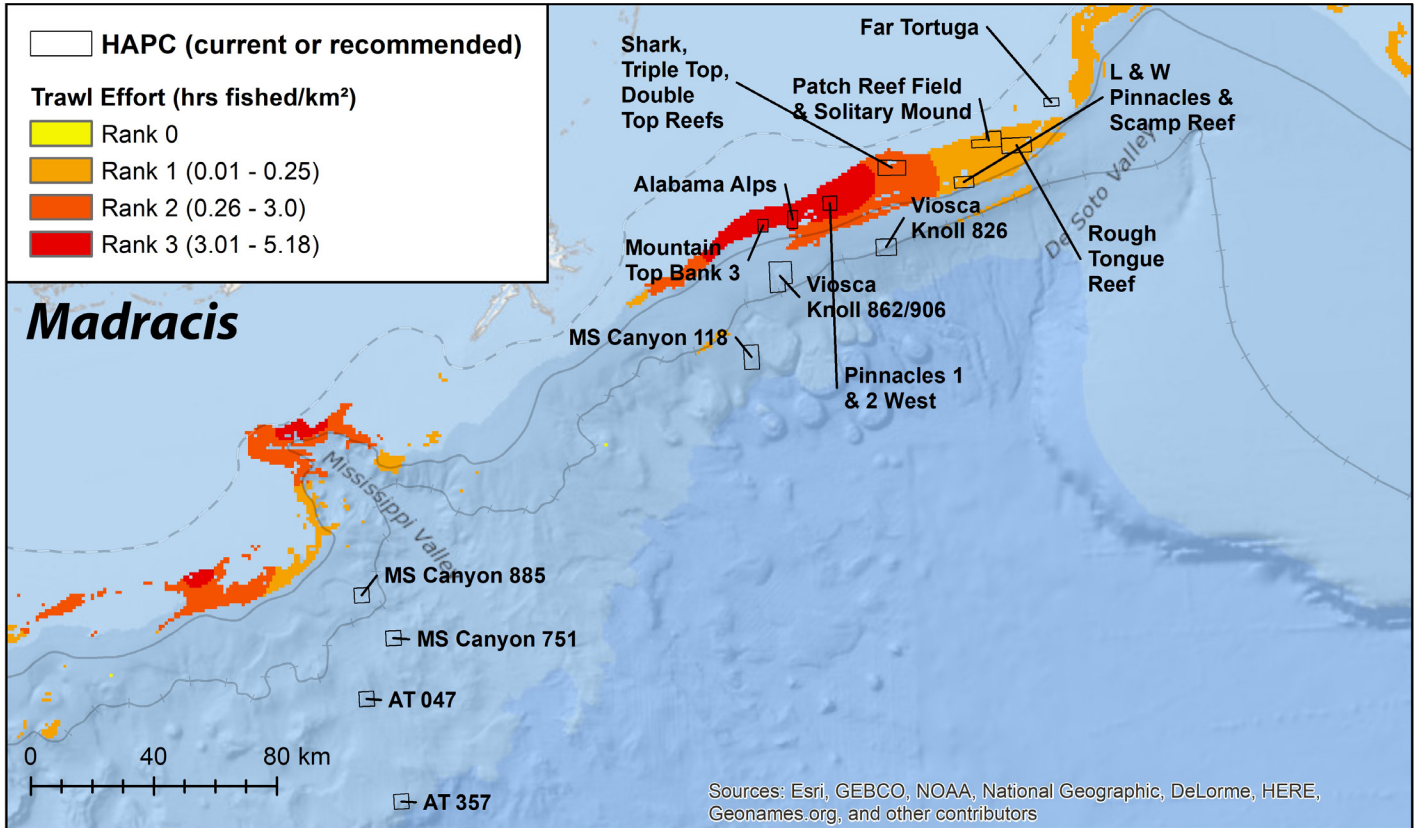 HAPC (current or recommended)
Trawl Effort (hrs fished/km²)
Rank 0
Rank 1 (0.01 - 0.25)
Rank 2 (0.26 - 3.0)
Rank 3 (3.01 - 5.18)
Madracis
Far Tortuga
Shark,
Triple Top,
Double
Top Reefs
Patch Reef Field
& Solitary Mound
L & W
Pinnacles &
Scamp Reef
Alabama Alps
Mountain
Top Bank 3
Viosca
Knoll 826
De Soto Valley
Rough
Tongue
Reef
Viosca
Knoll 862/906
MS Canyon 118
Pinnacles 1
& 2 West
Mississippi Valley
MS Canyon 885
MS Canyon 751
AT 047
AT 357
0 40 80 km
Sources: Esri, GEBCO, NOAA, National Geographic, DeLorme, HERE,
Geonames.org, and other contributors